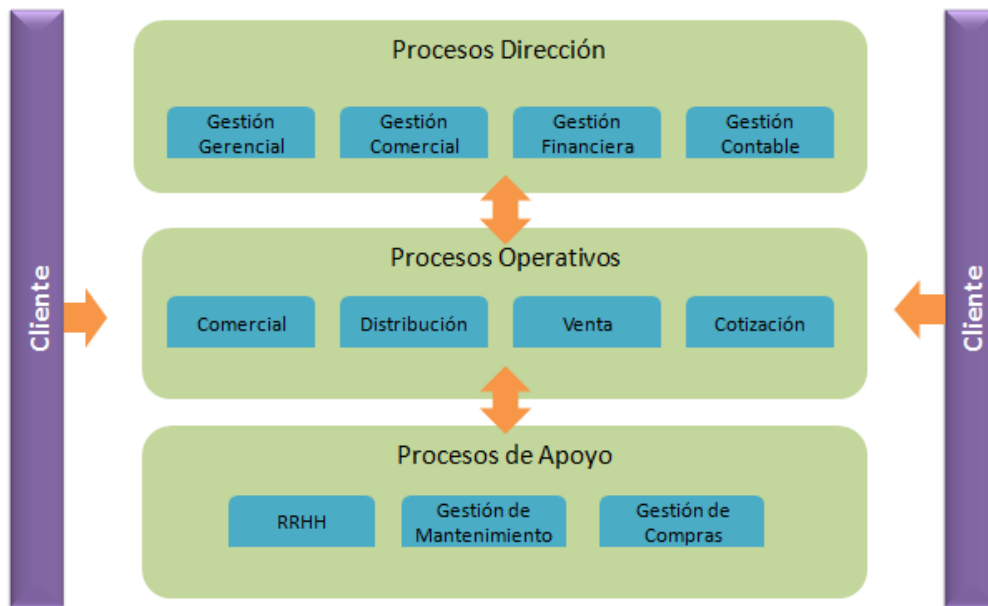 Procesos Dirección
Gestión
Gerencial
Gestión
Comercial
Gestión
Financiera
Gestión
Contable
Cliente
Procesos Operativos
Comercial
Distribución
Venta
Cotización
Cliente
Procesos de Apoyo
RRHH
Gestión de
Mantenimiento
Gestión de
Compras